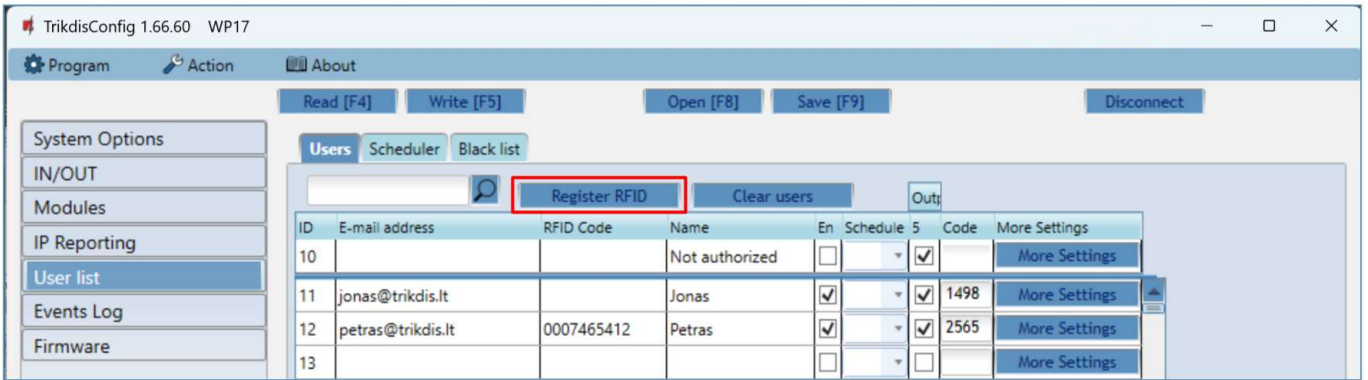 TrikdisConfig 1.66.60 WP17
Program Action About
Read [F4] Write [F5] Open [F8] Save [F9] Disconnect
System Options
IN/OUT
Modules
IP Reporting
User list
Events Log
Firmware
Users Scheduler Black list
Register RFID Clear users Outp
ID E-mail address RFID Code Name En Schedule 5 Code More Settings
10 Not authorized More Settings
11 jonas@trikdis.lt Jonas 1498 More Settings
12 petras@trikdis.lt 0007465412 Petras 2565 More Settings
13 More Settings